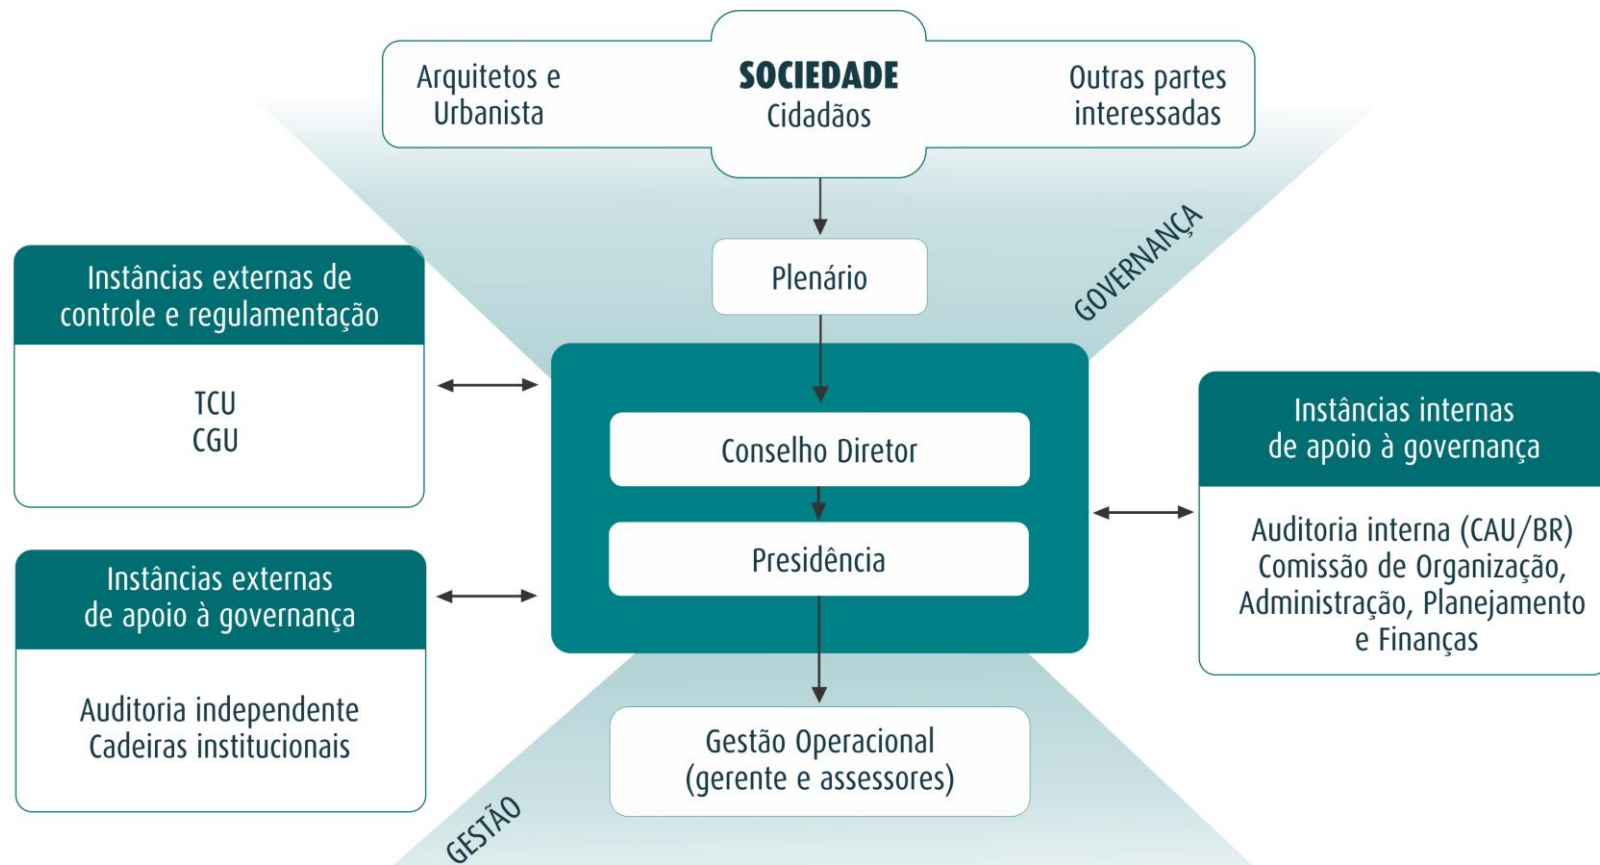 Arquitetos e
Urbanista
SOCIEDADE
Cidadãos
Outras partes
interessadas
GOVERNANÇA
Plenário
Instâncias externas de
controle e regulamentação
TCU
CGU
Conselho Diretor
Presidência
Instâncias internas
de apoio à governança
Auditoria interna (CAU/BR)
Comissão de Organização,
Administração, Planejamento
e Finanças
Instâncias externas
de apoio à governança
Auditoria independente
Cadeiras institucionais
Gestão Operacional
(gerente e assessores)
GESTÃO